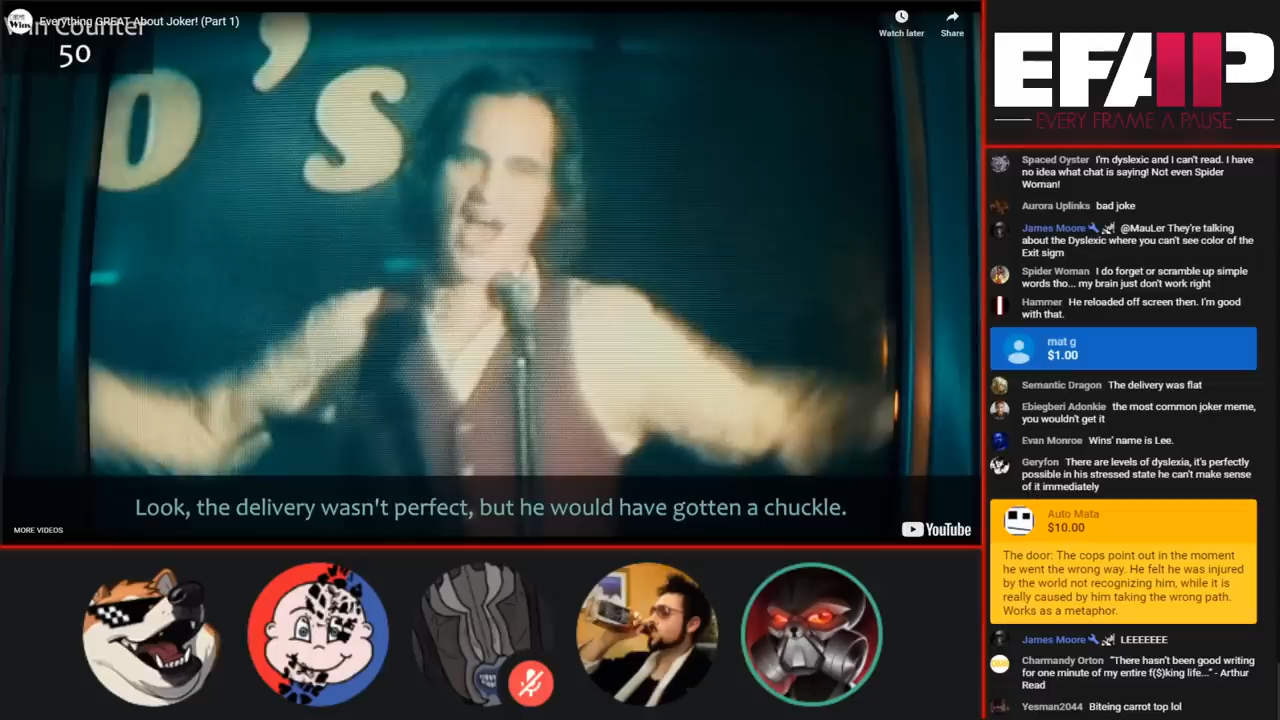 Everything GREAT About Joker! (Part 1)
Win Counter
50
Watch later
Share
D'S
Look, the delivery wasn't perfect, but he would have gotten a chuckle.
MORE VIDEOS
YouTube
EFAP
EVERY FRAME A PAUSE
Spaced Oyster I'm dyslexic and I can't read. I have
no idea what chat is saying! Not even Spider
Woman!
Aurora Uplinks bad joke
James Moore @MauLer They're talking
about the Dyslexic where you can't see color of the
Exit sigm
Spider Woman I do forget or scramble up simple
words tho... my brain just don't work right
Hammer He reloaded off screen then. I'm good
with that.
mat g
$1.00
Semantic Dragon The delivery was flat
Ebiegberi Adonkie the most common joker meme,
you wouldn't get it
Evan Monroe Wins' name is Lee.
Geryfon There are levels of dyslexia, it's perfectly
possible in his stressed state he can't make sense
of it immediately
Auto Mata
$10.00
The door: The cops point out in the moment
he went the wrong way. He felt he was injured
by the world not recognizing him, while it is
really caused by him taking the wrong path.
Works as a metaphor.
James Moore LEEEEEEE
Charmandy Orton "There hasn't been good writing
for one minute of my entire f($)king life..." - Arthur
Read
Yesman2044 Biteing carrot top lol